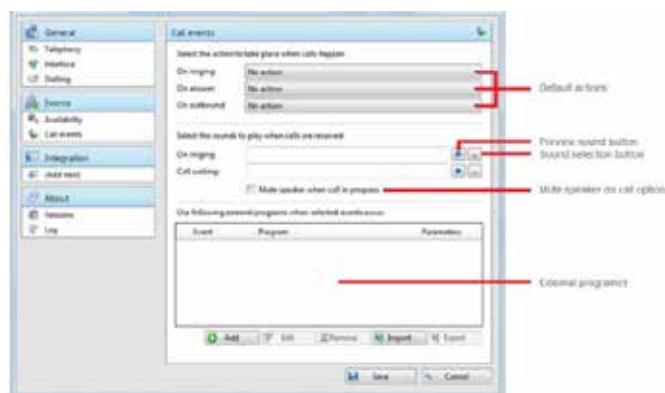 General
Telephony
Interface
Dialling
Events
Availability
Call events
Integration
(Add new)
About
Sessions
Log
Call events
Select the action to take place when calls happen
On ringing: No action
On answer: No action
On outbound: No action
Default actions
Select the sounds to play when calls are received
On ringing:
Call waiting:
Preview sound button
Sound selection button
Mute speaker when call in progress
Mute speaker on call option
Use following external programs when selected events occur
Event Program Parameters
External programs
Add Edit Remove Import Export
Save Cancel